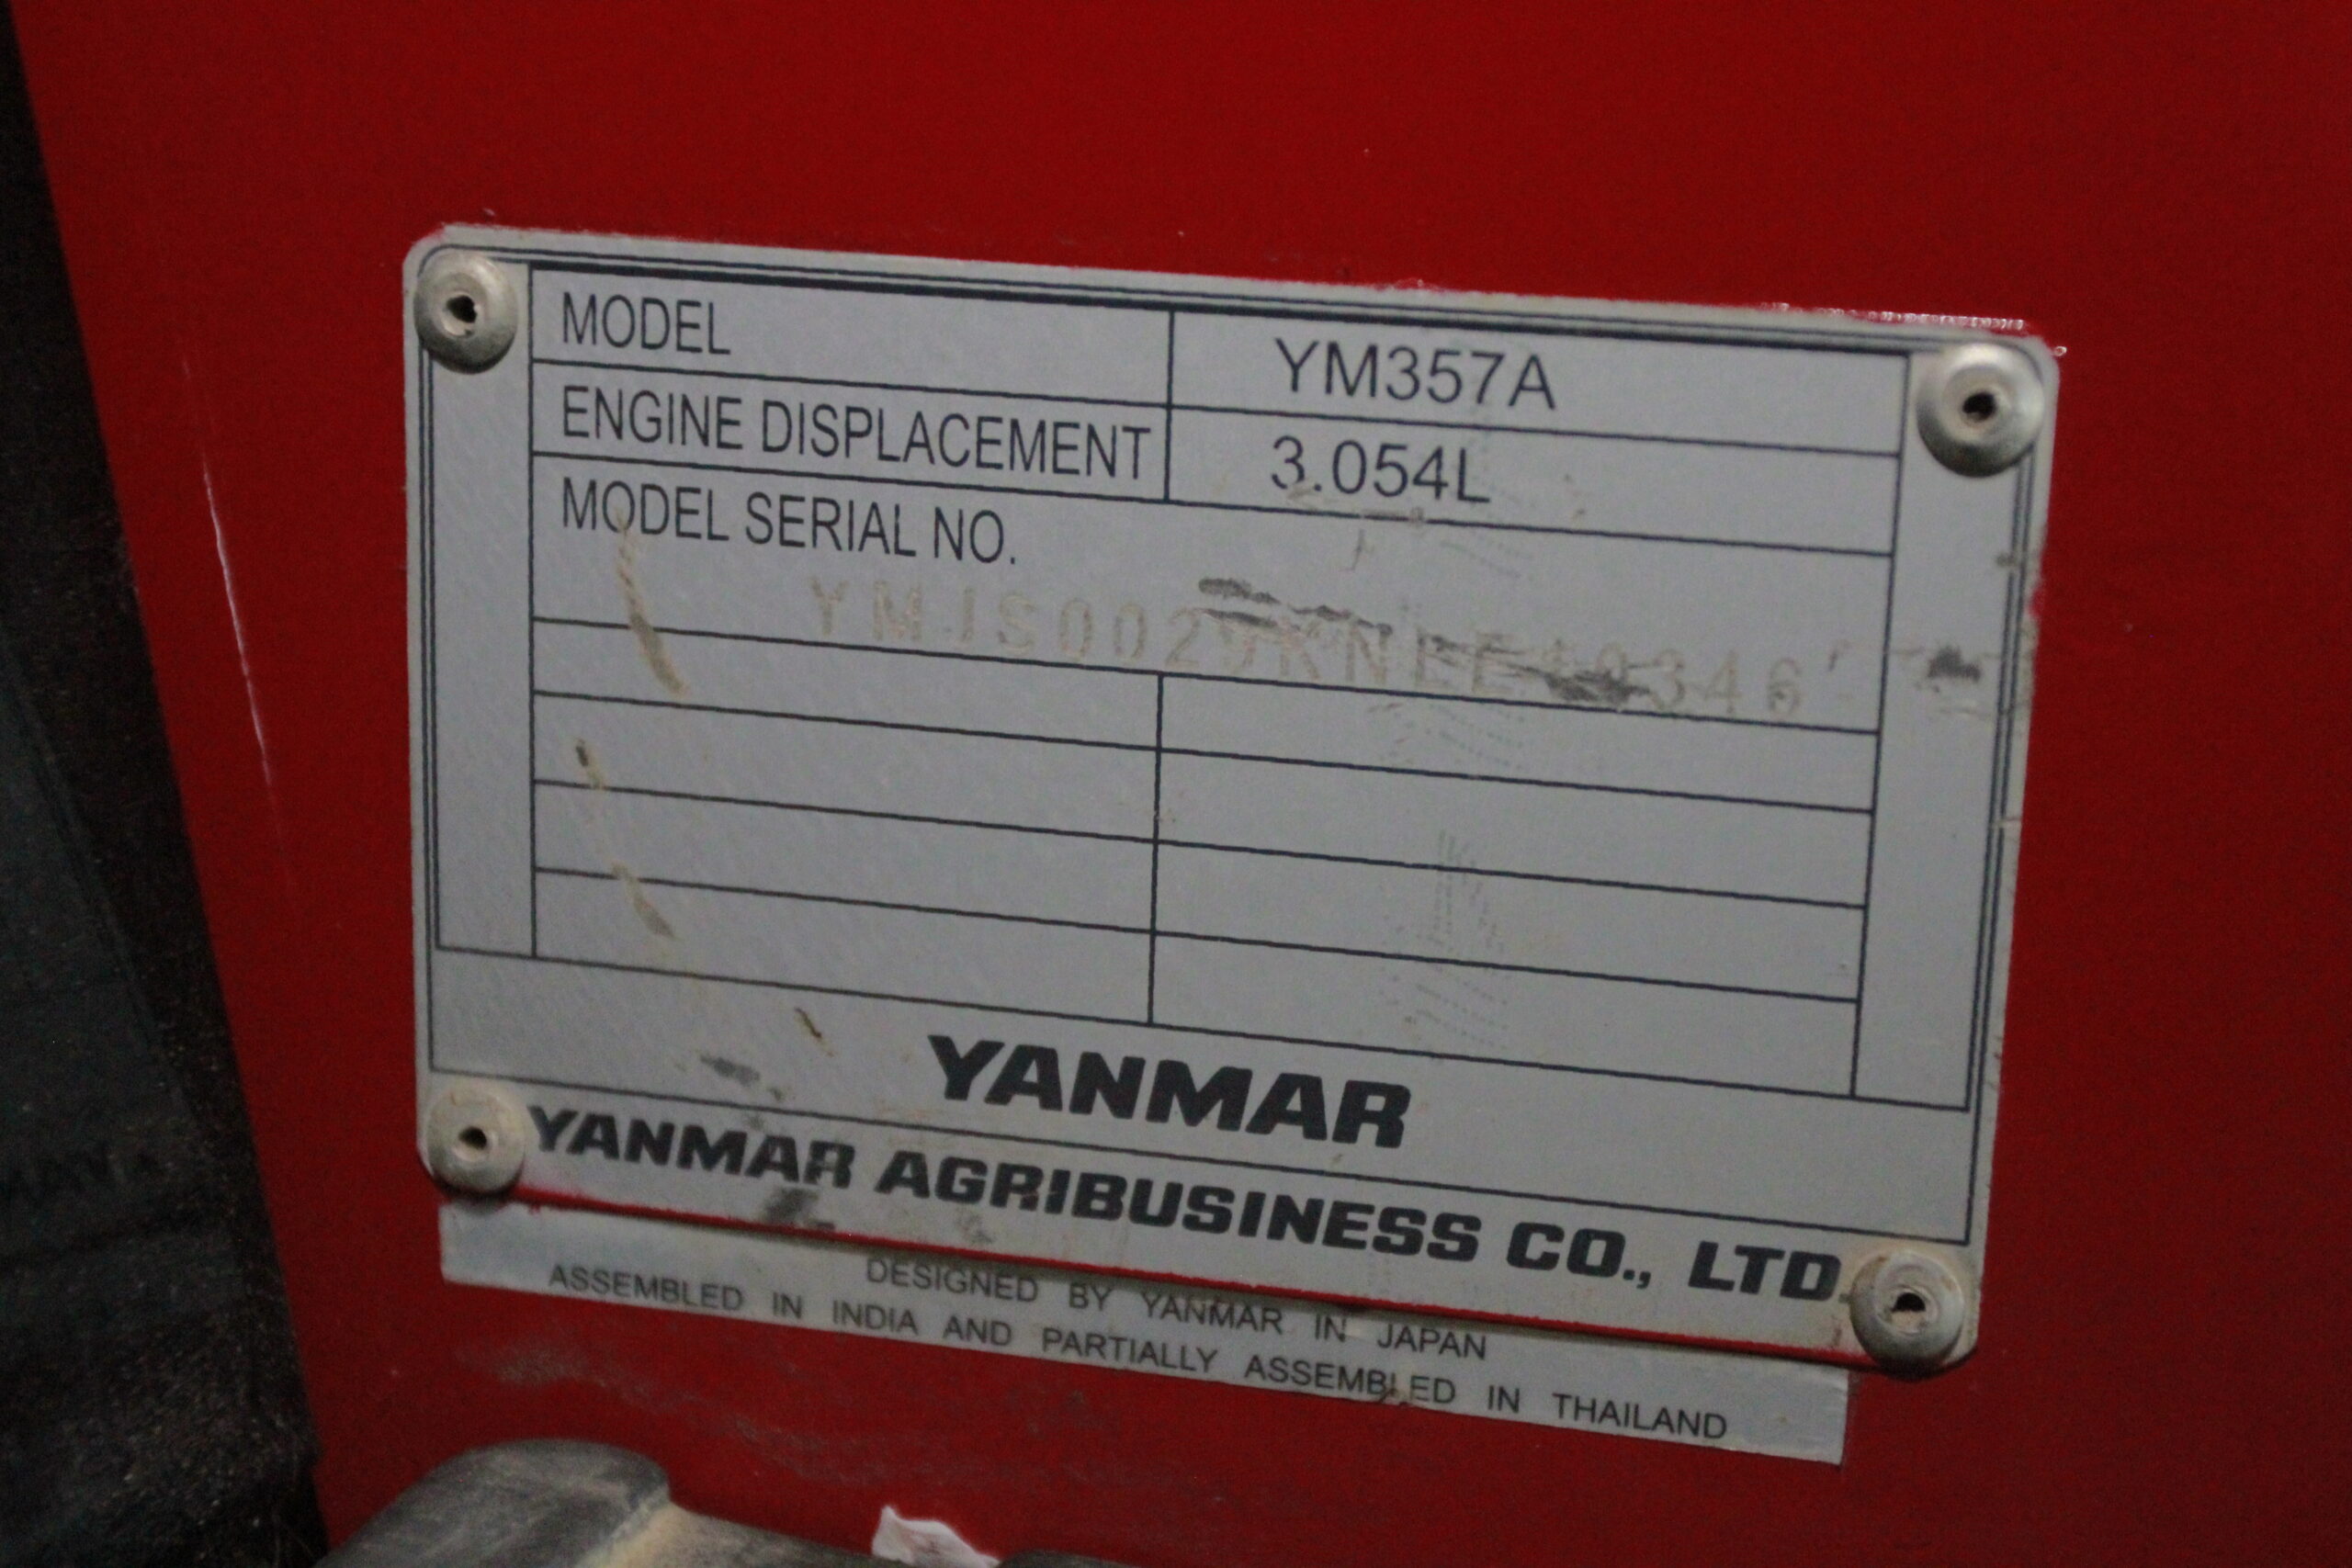 MODEL YM357A
ENGINE DISPLACEMENT 3.054L
MODEL SERIAL NO.
YANMAR
YANMAR AGRIBUSINESS CO., LTD.
DESIGNED BY YANMAR IN JAPAN
ASSEMBLED IN INDIA AND PARTIALLY ASSEMBLED IN THAILAND